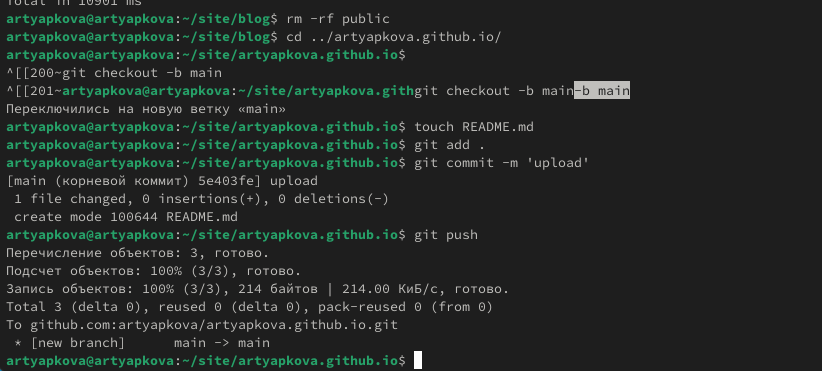 Total in 10901 ms
artyapkova@artyapkova:~/site/blog$ rm -rf public
artyapkova@artyapkova:~/site/blog$ cd ../artyapkova.github.io/
artyapkova@artyapkova:~/site/artyapkova.github.io$
^[[200~git checkout -b main
^[[201~artyapkova@artyapkova:~/site/artyapkova.githgit checkout -b main-b main
Переключились на новую ветку «main»
artyapkova@artyapkova:~/site/artyapkova.github.io$ touch README.md
artyapkova@artyapkova:~/site/artyapkova.github.io$ git add .
artyapkova@artyapkova:~/site/artyapkova.github.io$ git commit -m 'upload'
[main (корневой коммит) 5e403fe] upload
 1 file changed, 0 insertions(+), 0 deletions(-)
 create mode 100644 README.md
artyapkova@artyapkova:~/site/artyapkova.github.io$ git push
Перечисление объектов: 3, готово.
Подсчет объектов: 100% (3/3), готово.
Запись объектов: 100% (3/3), 214 байтов | 214.00 КиБ/с, готово.
Total 3 (delta 0), reused 0 (delta 0), pack-reused 0 (from 0)
To github.com:artyapkova/artyapkova.github.io.git
 * [new branch]      main -> main
artyapkova@artyapkova:~/site/artyapkova.github.io$